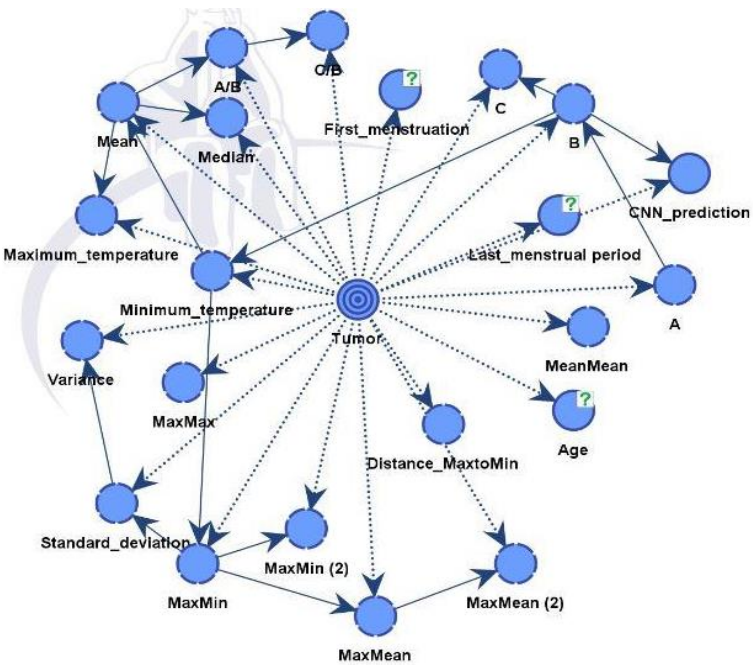 ?
C/B
A/B
?
First_menstruation
C
B
Mean
Median
CNN_prediction
?
Maximum_temperature
Last_menstrual period
Minimum_temperature
A
Tumor
MeanMean
Variance
?
MaxMax
Age
Distance_MaxtoMin
Standard_deviation
MaxMin (2)
MaxMin
MaxMean (2)
MaxMean